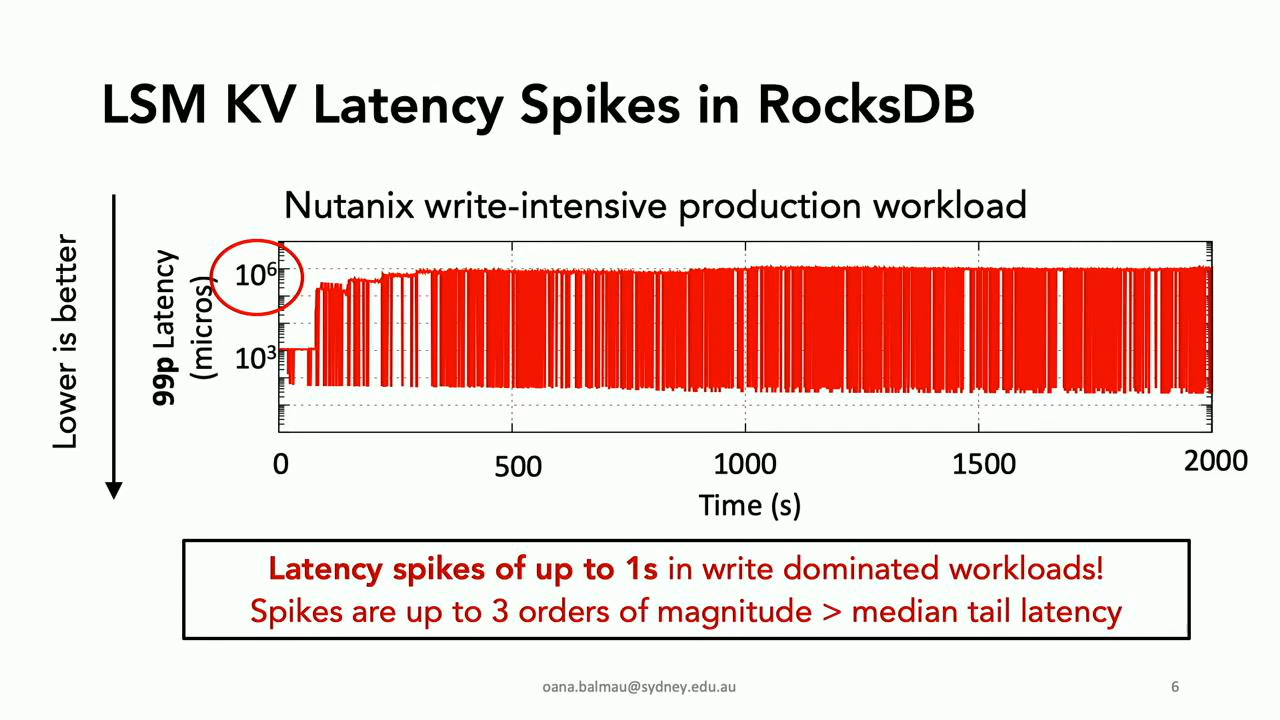 LSM KV Latency Spikes in RocksDB
Nutanix write-intensive production workload
Lower is better
99p Latency
(micros)
10⁶
10³
0 500 1000 1500 2000
Time (s)
Latency spikes of up to 1s in write dominated workloads!
Spikes are up to 3 orders of magnitude > median tail latency
oana.balmau@sydney.edu.au 6